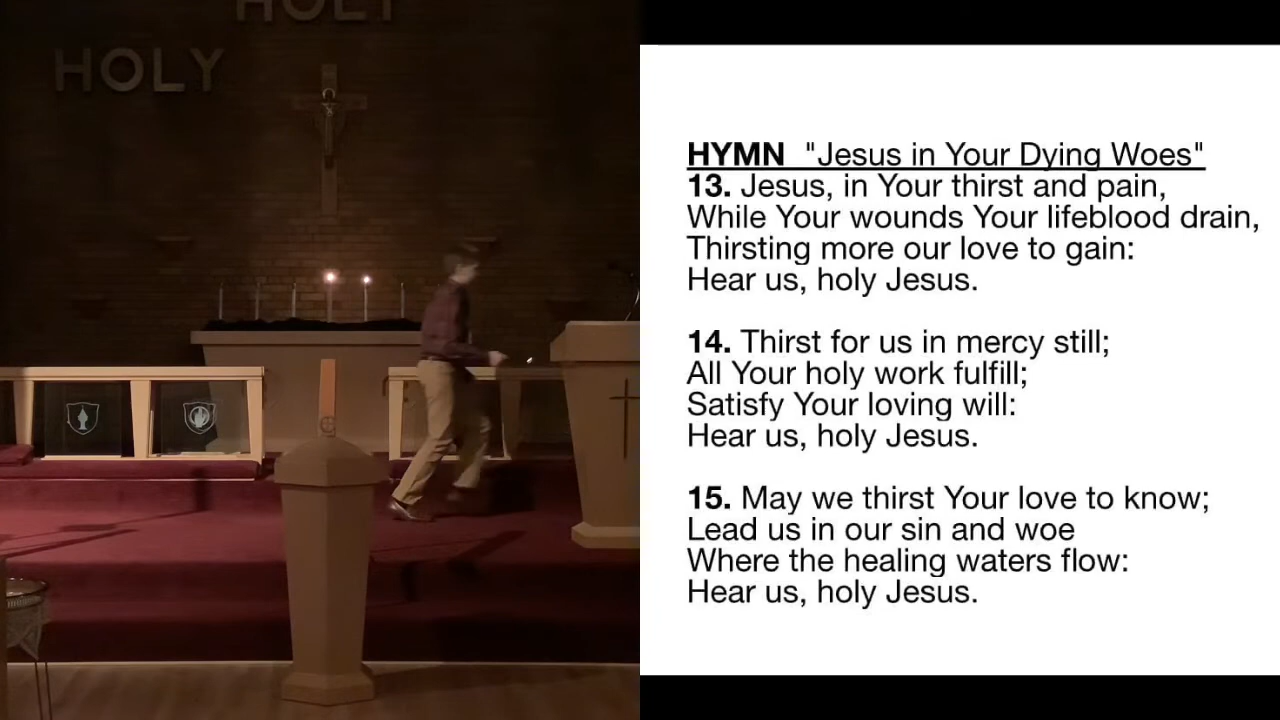 HOLY
HOLY
HYMN "Jesus in Your Dying Woes"
13. Jesus, in Your thirst and pain,
While Your wounds Your lifeblood drain,
Thirsting more our love to gain:
Hear us, holy Jesus.
14. Thirst for us in mercy still;
All Your holy work fulfill;
Satisfy Your loving will:
Hear us, holy Jesus.
15. May we thirst Your love to know;
Lead us in our sin and woe
Where the healing waters flow:
Hear us, holy Jesus.